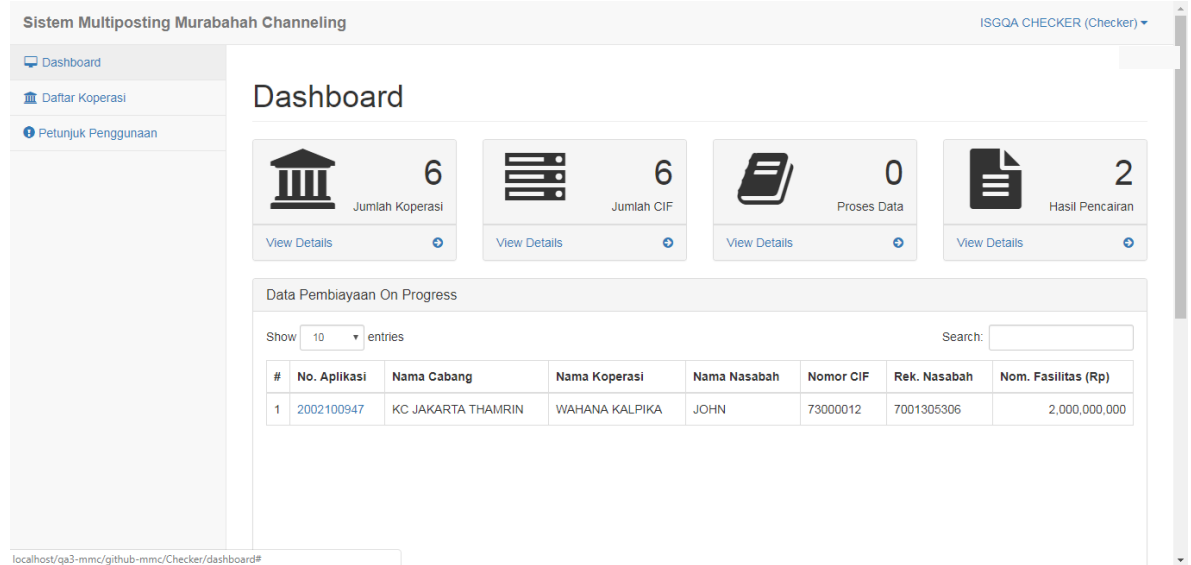 Sistem Multiposting Murabahah Channeling
ISGQA CHECKER (Checker)
Dashboard
Daftar Koperasi
Petunjuk Penggunaan
Dashboard
6
Jumlah Koperasi
View Details
6
Jumlah CIF
View Details
0
Proses Data
View Details
2
Hasil Pencairan
View Details
Data Pembiayaan On Progress
Show 10 entries
Search:
# No. Aplikasi Nama Cabang Nama Koperasi Nama Nasabah Nomor CIF Rek. Nasabah Nom. Fasilitas (Rp)
1 2002100947 KC JAKARTA THAMRIN WAHANA KALPIKA JOHN 73000012 7001305306 2,000,000,000
localhost/qa3-mmc/github-mmc/Checker/dashboard#